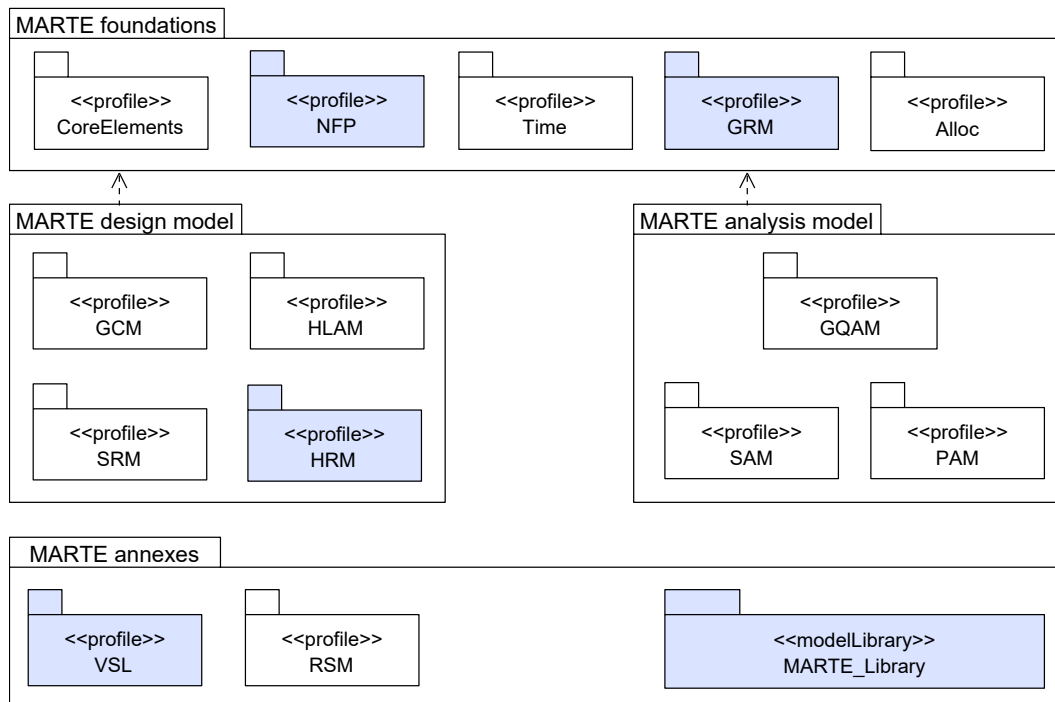 MARTE foundations
<<profile>>
CoreElements
<<profile>>
NFP
<<profile>>
Time
<<profile>>
GRM
<<profile>>
Alloc
MARTE design model
<<profile>>
GCM
<<profile>>
HLAM
<<profile>>
SRM
<<profile>>
HRM
MARTE analysis model
<<profile>>
GQAM
<<profile>>
SAM
<<profile>>
PAM
MARTE annexes
<<profile>>
VSL
<<profile>>
RSM
<<modelLibrary>>
MARTE_Library